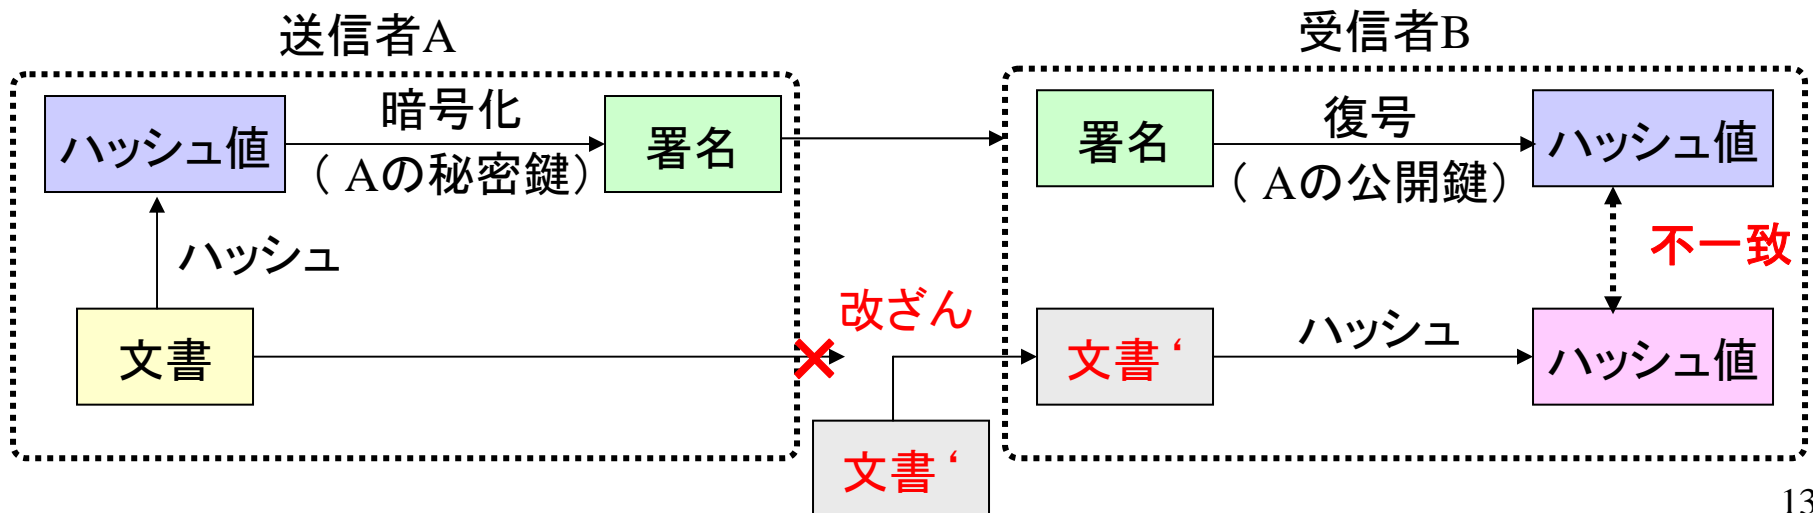 送信者A
受信者B
ハッシュ値
暗号化
(Aの秘密鍵)
署名
署名
復号
(Aの公開鍵)
ハッシュ値
ハッシュ
不一致
文書
改ざん
文書‘
ハッシュ
ハッシュ値
文書‘
13